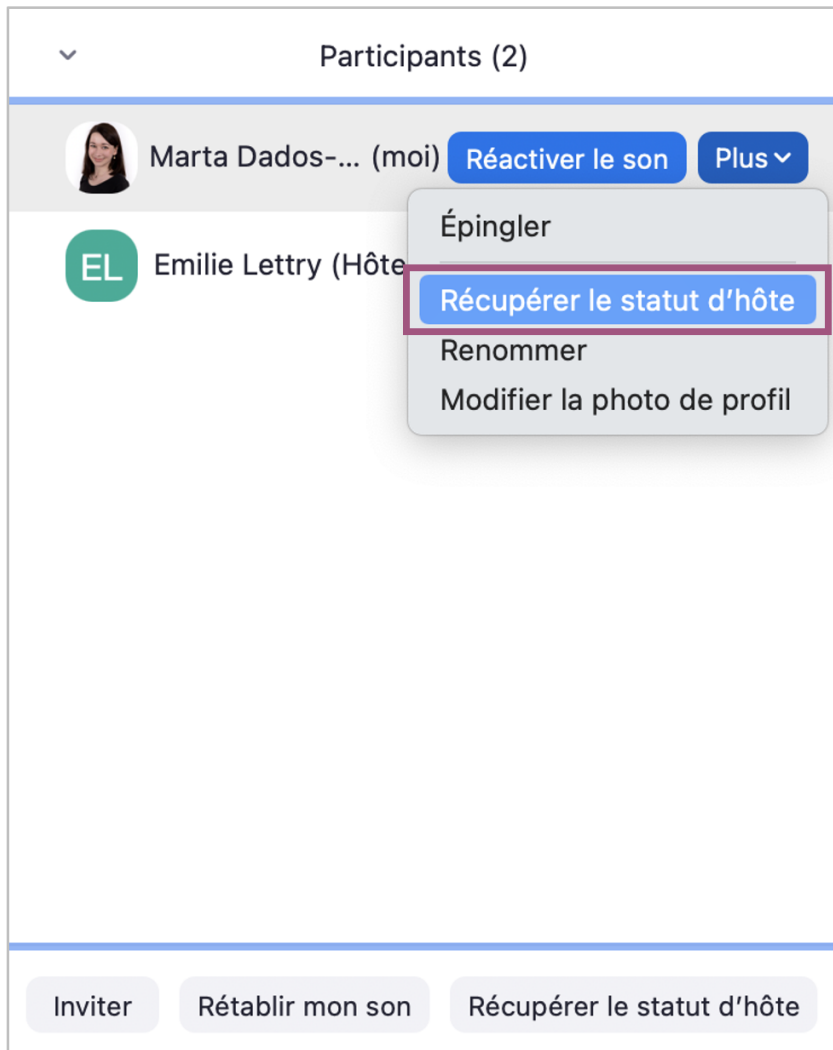 Participants (2)
Marta Dados-... (moi) Réactiver le son Plus
Épingler
EL Emilie Lettry (Hôte
Récupérer le statut d’hôte
Renommer
Modifier la photo de profil
Inviter Rétablir mon son Récupérer le statut d’hôte